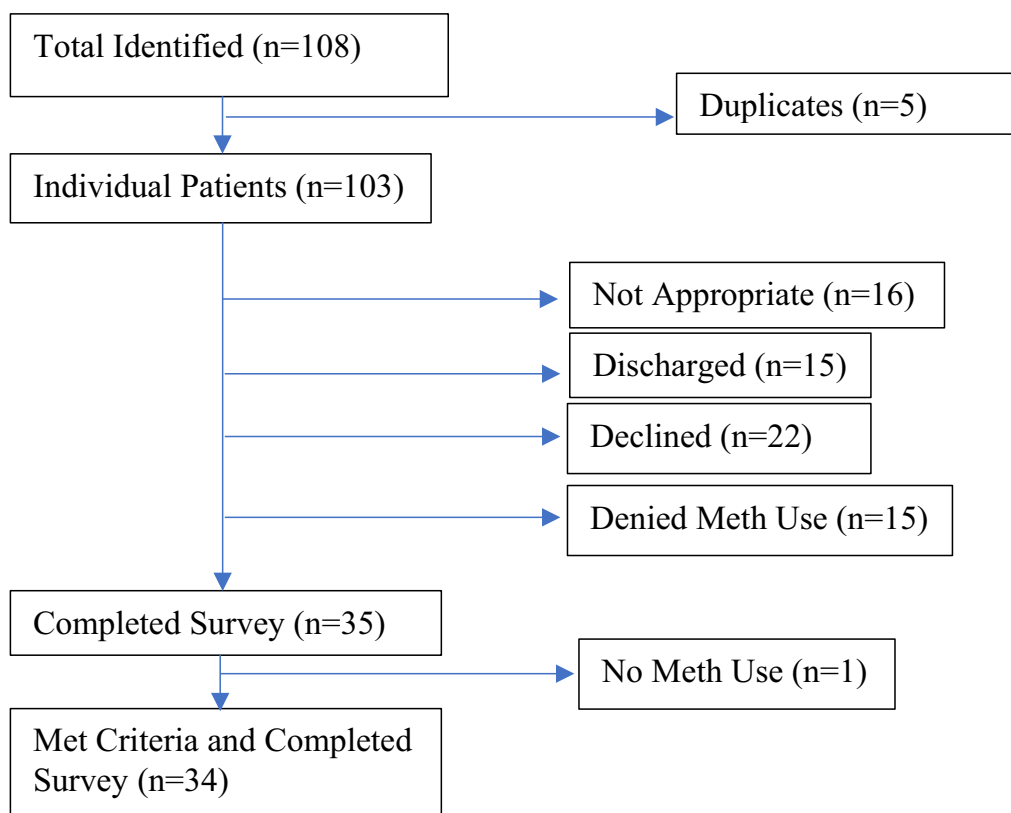 Total Identified (n=108)
Duplicates (n=5)
Individual Patients (n=103)
Not Appropriate (n=16)
Discharged (n=15)
Declined (n=22)
Denied Meth Use (n=15)
Completed Survey (n=35)
No Meth Use (n=1)
Met Criteria and Completed
Survey (n=34)